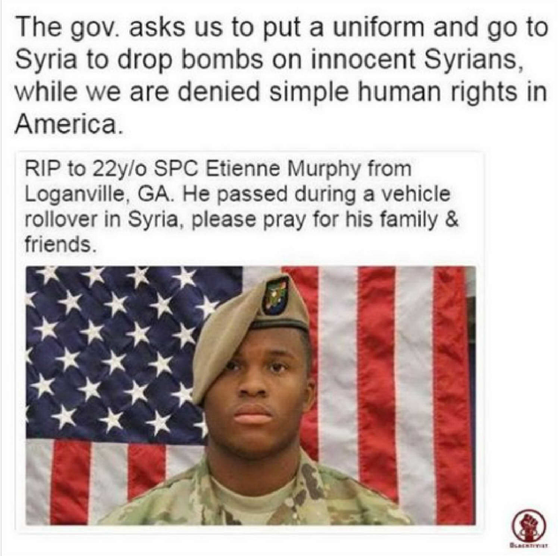 The gov. asks us to put a uniform and go to
Syria to drop bombs on innocent Syrians,
while we are denied simple human rights in
America.
RIP to 22y/o SPC Etienne Murphy from
Loganville, GA. He passed during a vehicle
rollover in Syria, please pray for his family &
friends.
BLACKTIVIST